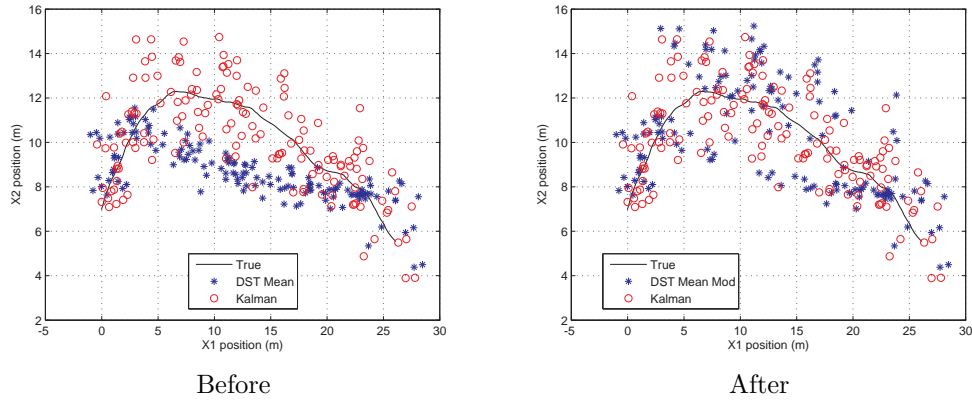 16
14
12
10
8
6
4
2
X2 position (m)
True
DST Mean
Kalman
-5 0 5 10 15 20 25 30
X1 position (m)
Before
16
14
12
10
8
6
4
2
X2 position (m)
True
DST Mean Mod
Kalman
-5 0 5 10 15 20 25 30
X1 position (m)
After